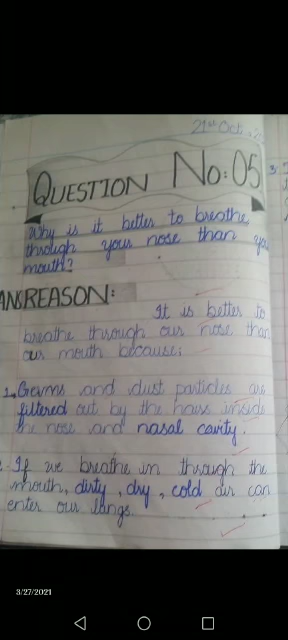 21st Oct
3.
QUESTION No:05
Why is it better to breathe
through your nose than you
mouth?
ANS REASON:
It is better to
breathe through our nose than
our mouth because:
1. Germs and dust particles are
filtered out by the hairs inside
the nose and nasal cavity.
If we breathe in through the
mouth, dirty, dry, cold air can
enter our lungs.
3/27/2021